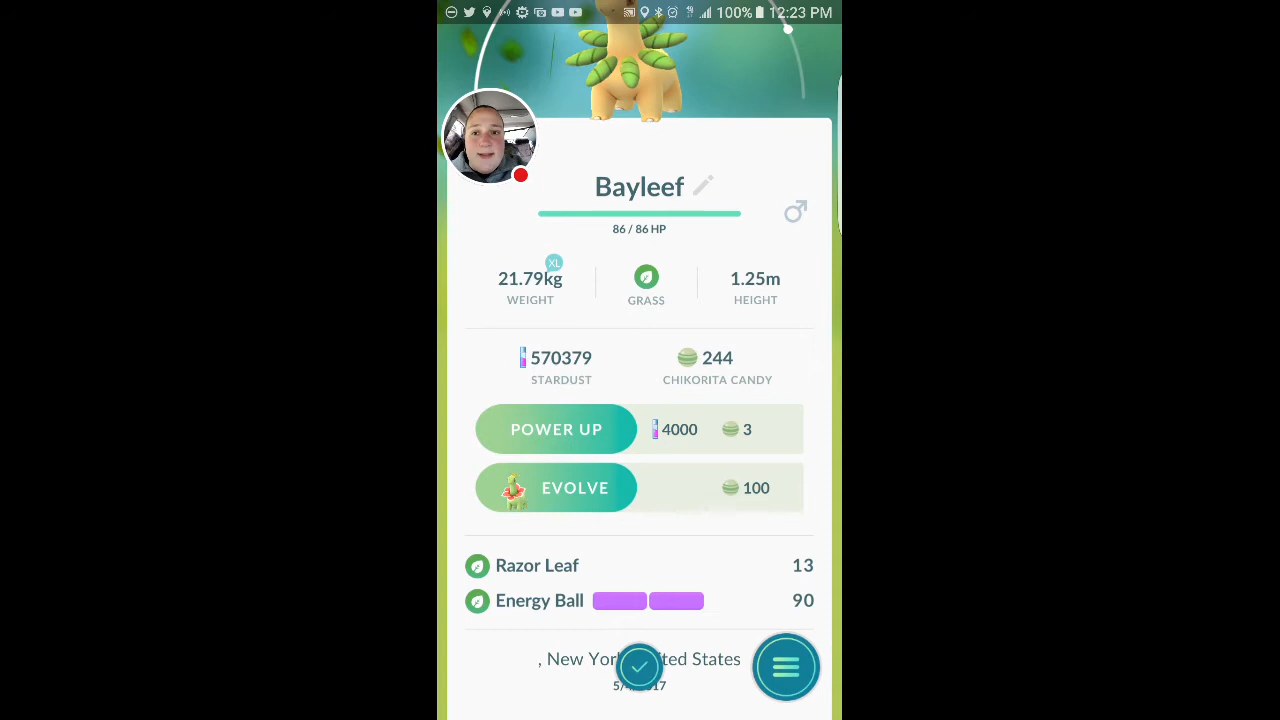 100% 12:23 PM
Bayleef
86 / 86 HP
XL
21.79kg
WEIGHT
GRASS
1.25m
HEIGHT
570379
STARDUST
244
CHIKORITA CANDY
POWER UP 4000 3
EVOLVE 100
Razor Leaf 13
Energy Ball 90
, New York United States